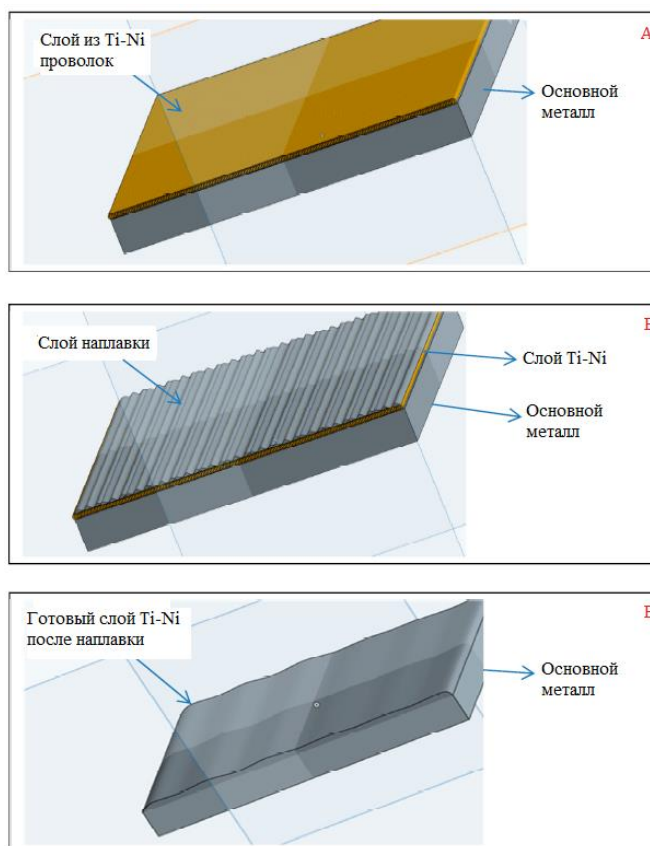 А
Слой из Ti-Ni
проволок
Основной
металл
Б
Слой наплавки
Слой Ti-Ni
Основной
металл
В
Готовый слой Ti-Ni
после наплавки
Основной
металл